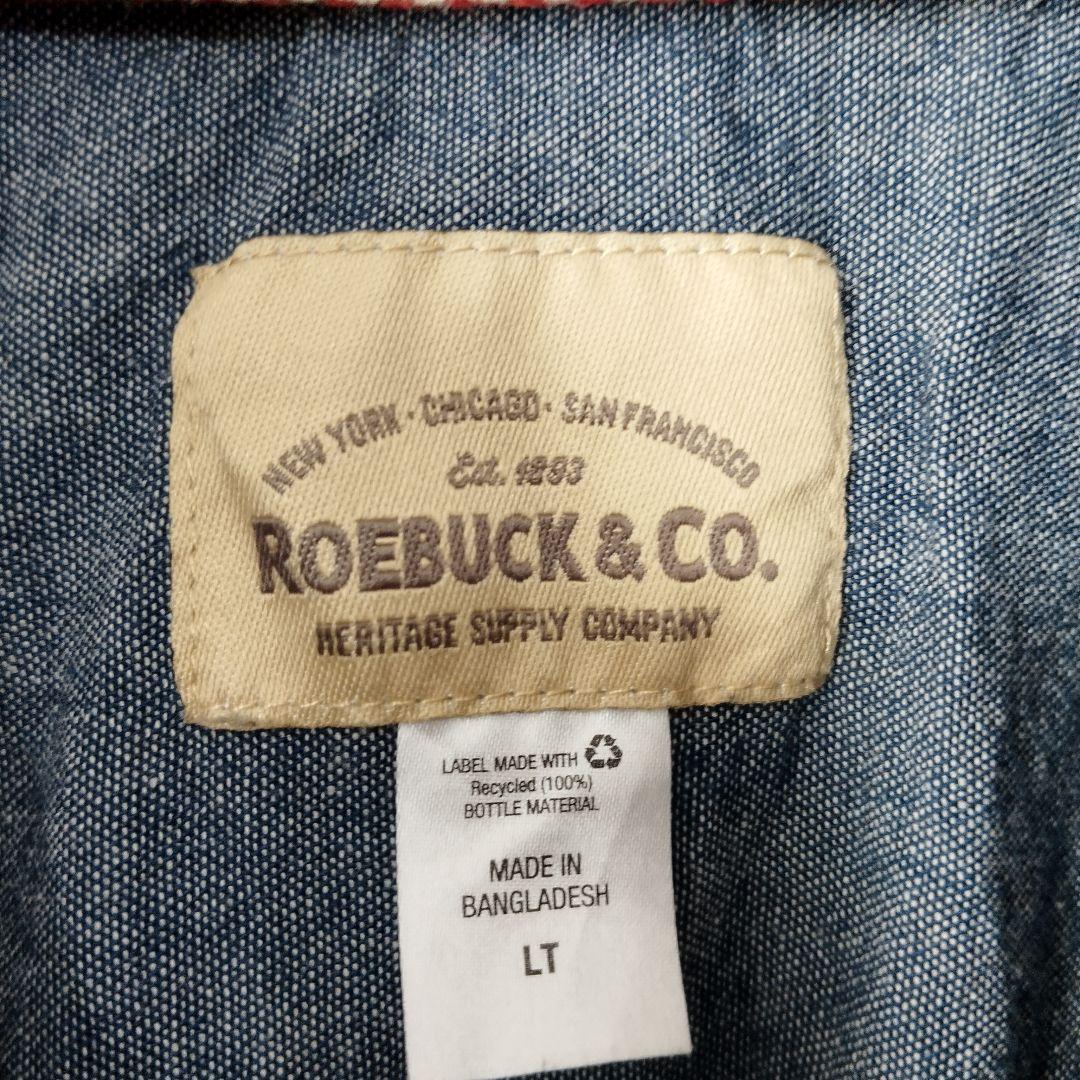 NEW YORK · CHICAGO · SAN FRANCISCO
Est. 1893
ROEBUCK & CO.
HERITAGE SUPPLY COMPANY
LABEL MADE WITH
Recycled (100%)
BOTTLE MATERIAL
MADE IN
BANGLADESH
LT